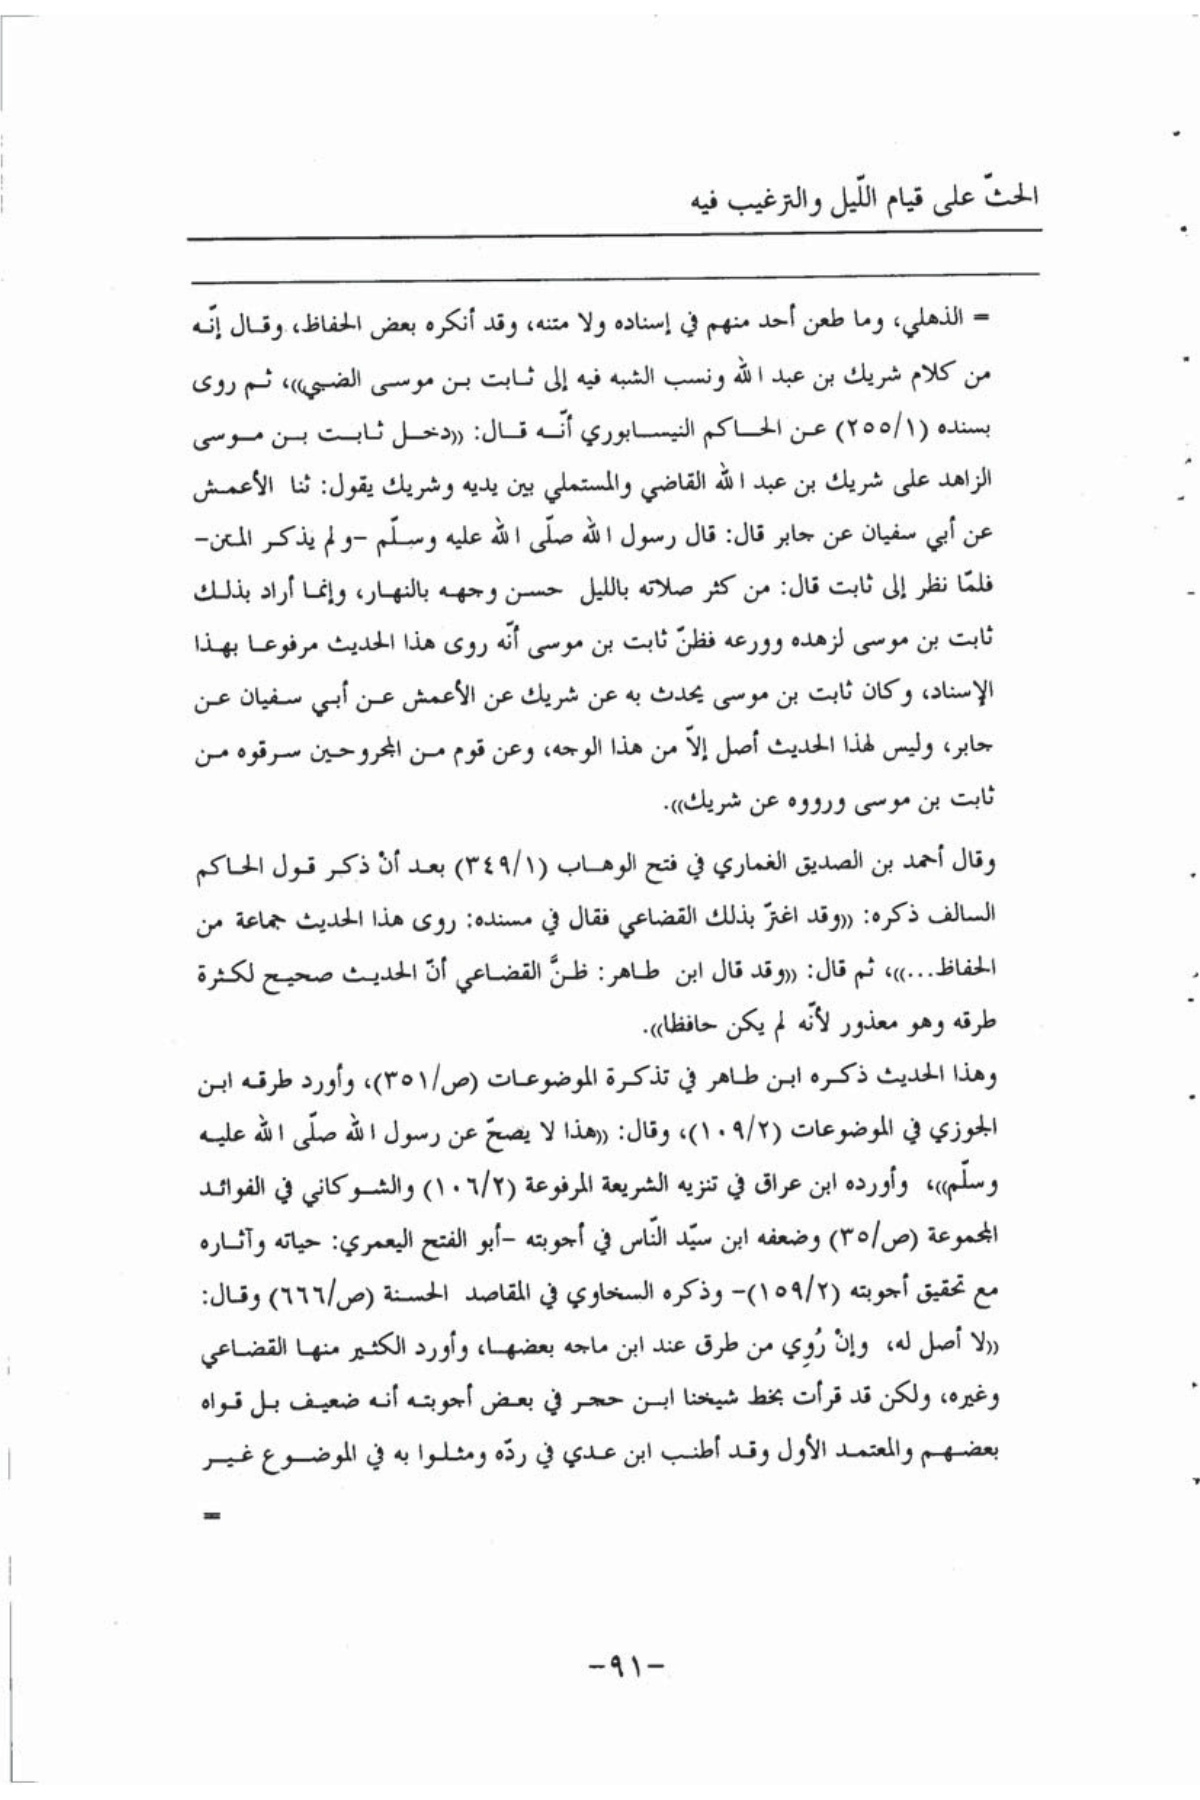 الحثّ على قيام اللّيل والترغيب فيه
= الذهلي، وما طعن أحد منهم في إسناده ولا متنه، وقد أنكره بعض الحفاظ، وقال إنّه
من كلام شريك بن عبد الله ونسب الشبه فيه إلى ثابت بن موسى الضبي))، ثم روى
بسنده (٢٥٥/١) عن الحاكم النيسابوري أنّه قال: ((دخل ثابت بن موسى
الزاهد على شريك بن عبد الله القاضي والمستملي بين يديه وشريك يقول: ثنا الأعمش
عن أبي سفيان عن جابر قال: قال رسول الله صلّى الله عليه وسلّم -ولم يذكر المتن-
فلمّا نظر إلى ثابت قال: من كثر صلاته بالليل حسن وجهه بالنهار، وإنما أراد بذلك
ثابت بن موسى لزهده وورعه فظنّ ثابت بن موسى أنّه روى هذا الحديث مرفوعا بهذا
الإسناد، وكان ثابت بن موسى يحدث به عن شريك عن الأعمش عن أبي سفيان عن
جابر، وليس لهذا الحديث أصل إلاّ من هذا الوجه، وعن قوم من المجروحين سرقوه من
ثابت بن موسى ورووه عن شريك)).
وقال أحمد بن الصديق الغماري في فتح الوهاب (٣٤٩/١) بعد أنْ ذكر قول الحاكم
السالف ذكره: ((وقد اغترّ بذلك القضاعي فقال في مسنده: روى هذا الحديث جماعة من
الحفاظ...))، ثم قال: ((وقد قال ابن طاهر: ظنَّ القضاعي أنّ الحديث صحيح لكثرة
طرقه وهو معذور لأنّه لم يكن حافظا)).
وهذا الحديث ذكره ابن طاهر في تذكرة الموضوعات (ص/٣٥١)، وأورد طرقه ابن
الجوزي في الموضوعات (١٠٩/٢)، وقال: ((هذا لا يصحّ عن رسول الله صلّى الله عليه
وسلّم))، وأورده ابن عراق في تنزيه الشريعة المرفوعة (١٠٦/٢) والشوكاني في الفوائد
المجموعة (ص/٣٥) وضعفه ابن سيّد النّاس في أجوبته -أبو الفتح اليعمري: حياته وآثاره
مع تحقيق أجوبته (١٥٩/٢)- وذكره السخاوي في المقاصد الحسنة (ص/٦٦٦) وقال:
((لا أصل له، وإنْ رُوِي من طرق عند ابن ماجه بعضها، وأورد الكثير منها القضاعي
وغيره، ولكن قد قرأت بخط شيخنا ابن حجر في بعض أجوبته أنه ضعيف بل قواه
بعضهم والمعتمد الأول وقد أطنب ابن عدي في ردّه ومثلوا به في الموضوع غير
=
-٩١-